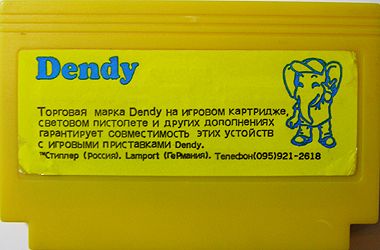 Dendy
Торговая марка Dendy на игровом картридже,
световом пистолете и других дополнениях
гарантирует совместимость этих устойств
с игровыми приставками Dendy.
™Стиплер (Россия). Lamport (Германия). Телефон(095)921-2618